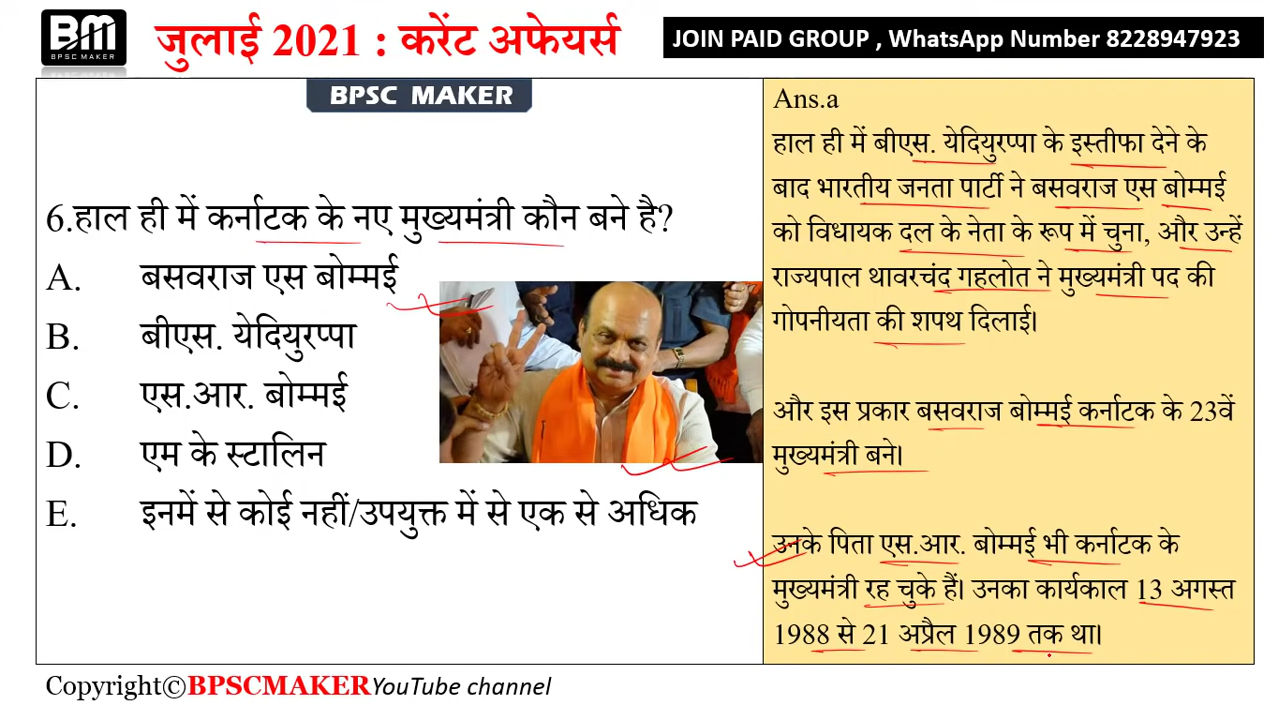 BM
BPSC MAKER
जुलाई 2021 : करेंट अफेयर्स
JOIN PAID GROUP , WhatsApp Number 8228947923
BPSC MAKER
6.हाल ही में कर्नाटक के नए मुख्यमंत्री कौन बने है?
A. बसवराज एस बोम्मई
B. बीएस. येदियुरप्पा
C. एस.आर. बोम्मई
D. एम के स्टालिन
E. इनमें से कोई नहीं/उपयुक्त में से एक से अधिक
Ans.a
हाल ही में बीएस. येदियुरप्पा के इस्तीफा देने के
बाद भारतीय जनता पार्टी ने बसवराज एस बोम्मई
को विधायक दल के नेता के रूप में चुना, और उन्हें
राज्यपाल थावरचंद गहलोत ने मुख्यमंत्री पद की
गोपनीयता की शपथ दिलाई।
और इस प्रकार बसवराज बोम्मई कर्नाटक के 23वें
मुख्यमंत्री बने।
उनके पिता एस.आर. बोम्मई भी कर्नाटक के
मुख्यमंत्री रह चुके हैं। उनका कार्यकाल 13 अगस्त
1988 से 21 अप्रैल 1989 तक था।
Copyright©BPSCMAKERYouTube channel